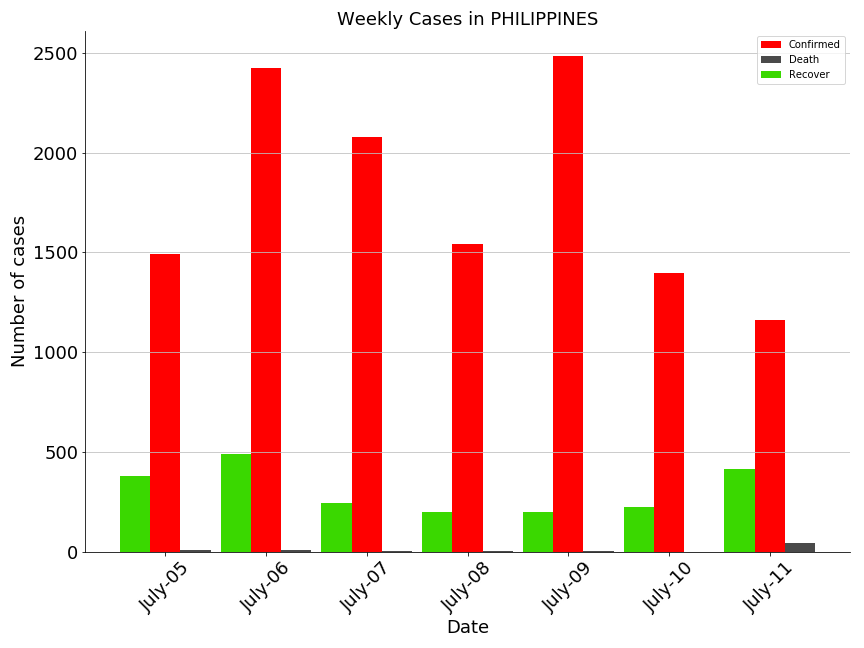 Weekly Cases in PHILIPPINES
Confirmed
Death
Recover
Number of cases
2500
2000
1500
1000
500
0
July-05
July-06
July-07
July-08
July-09
July-10
July-11
Date